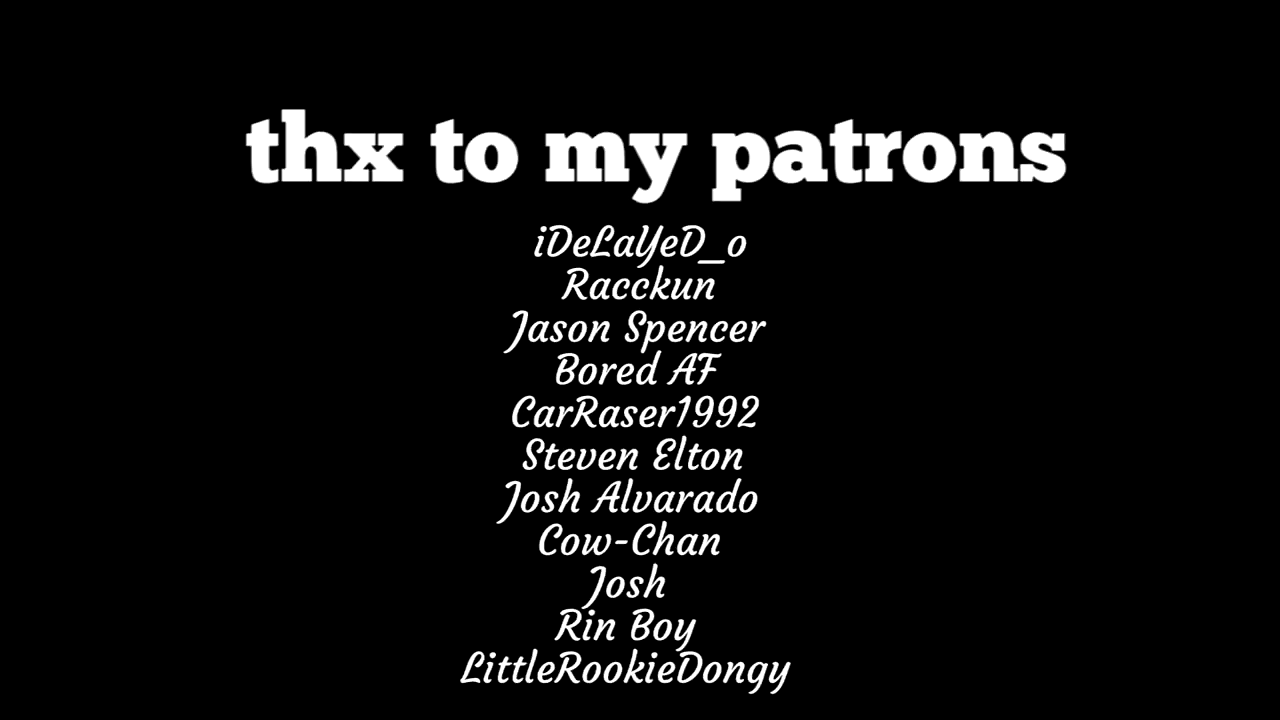 thx to my patrons
iDeLaYeD_o
Racckun
Jason Spencer
Bored AF
CarRaser1992
Steven Elton
Josh Alvarado
Cow-Chan
Josh
Rin Boy
LittleRookieDongy